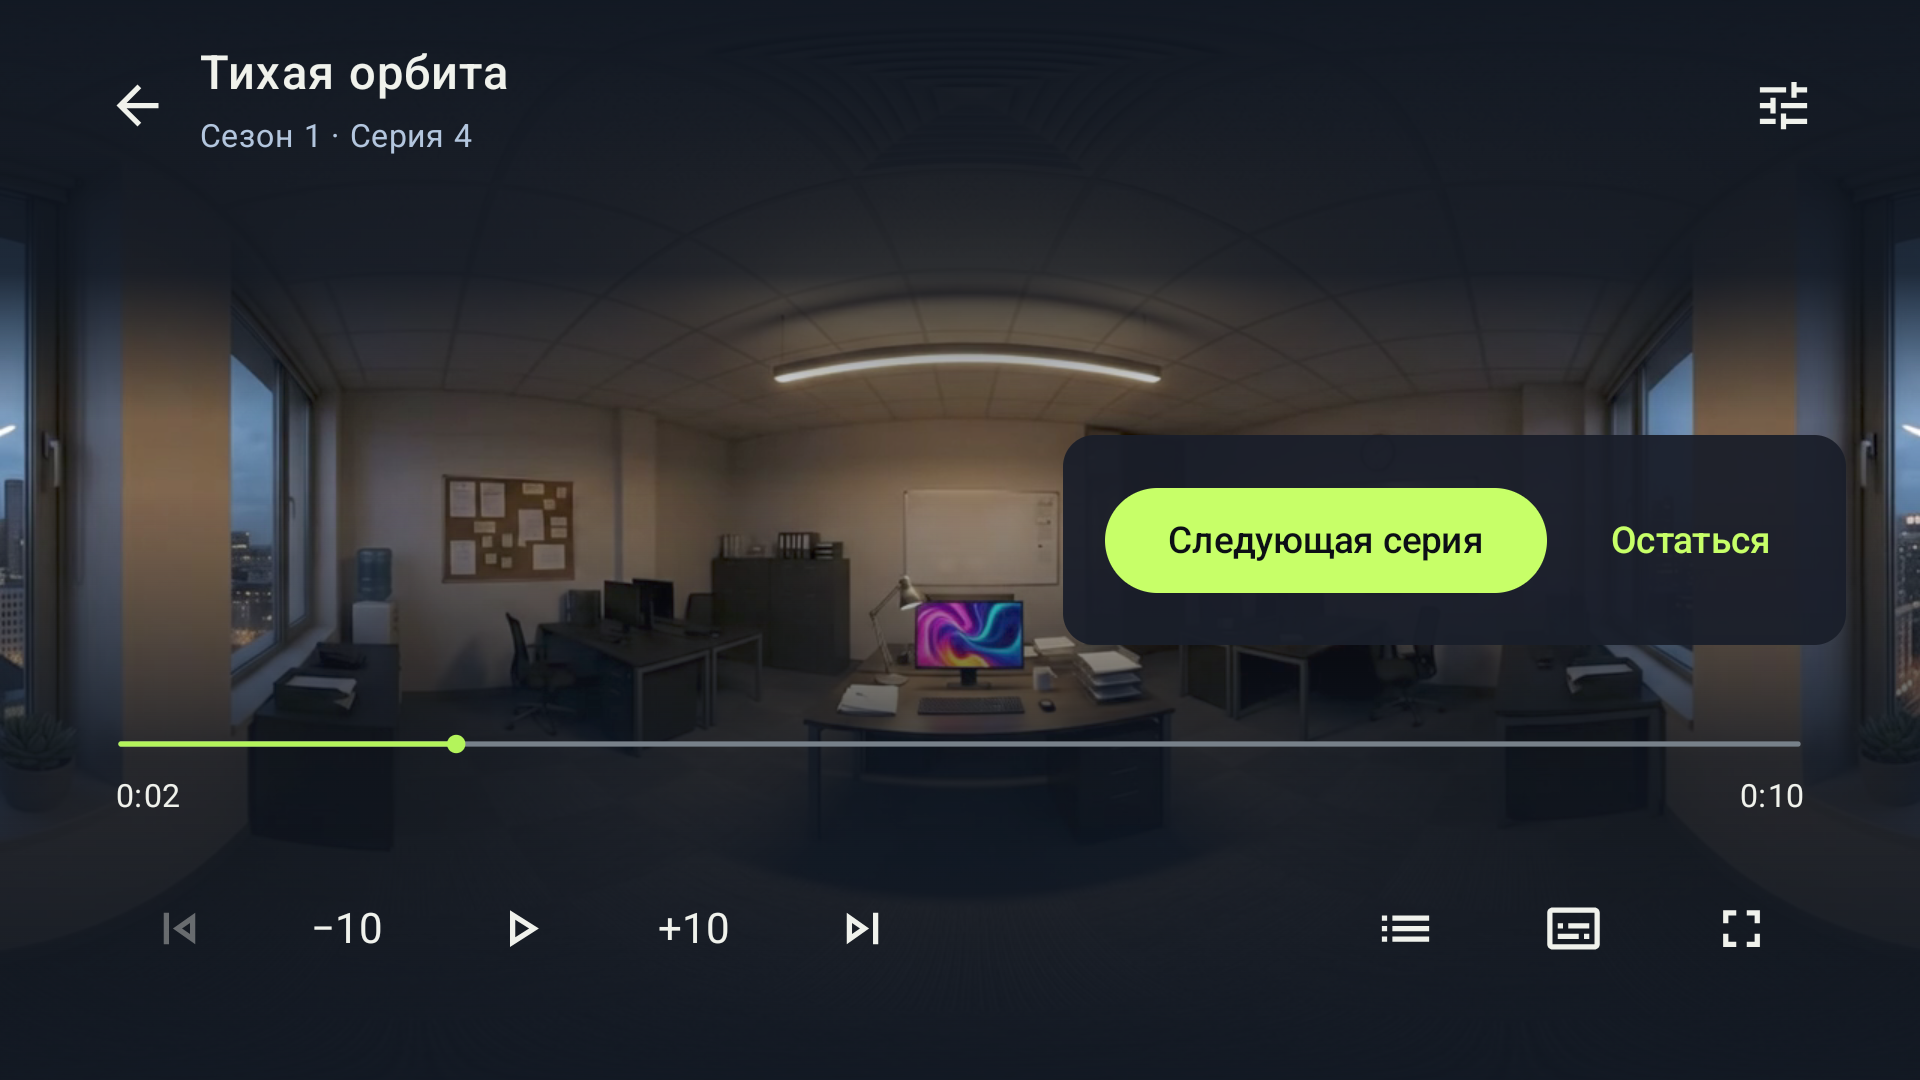 Тихая орбита
Сезон 1 · Серия 4
Следующая серия
Остаться
0:02
0:10
−10
+10